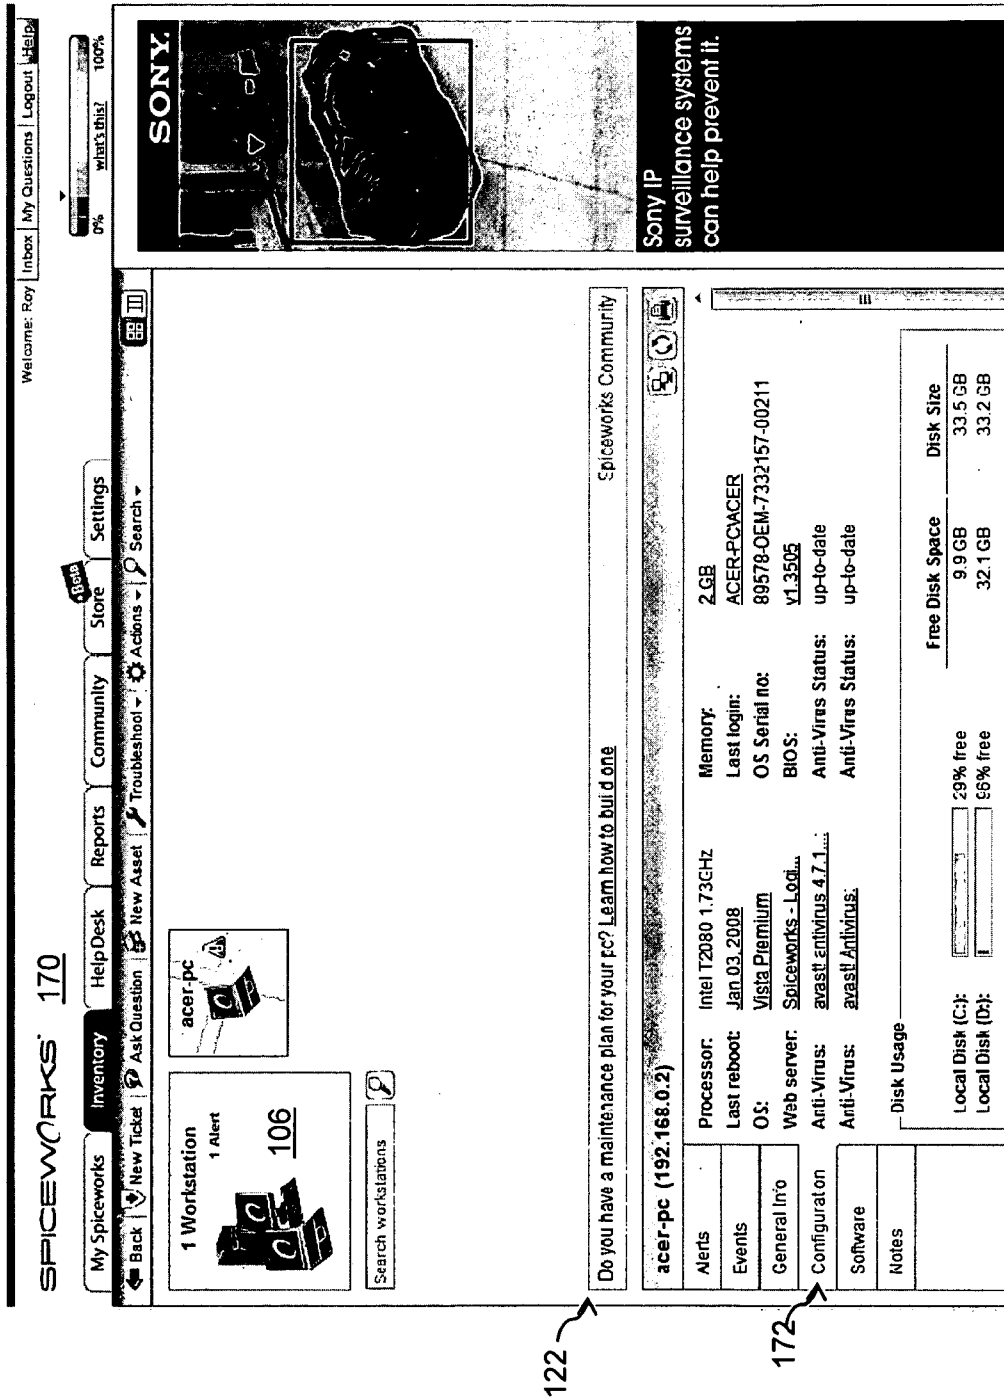 Welcome: Roy | Inbox | My Questions | Logout | Help
SPICEWORKS 170
0% what's this? 100%
My Spiceworks Inventory Help Desk Reports Community Store Beta Settings
Back New Ticket Ask Question New Asset Troubleshoot Actions Search
1 Workstation
1 Alert
106
acer-pc
Search workstations
SONY
Sony IP
surveillance systems
can help prevent it.
122
Do you have a maintenance plan for your pc? Learn how to build one Spiceworks Community
acer-pc (192.168.0.2)
Alerts
Events
General Info
Configuration
Software
Notes
172
Processor: Intel T2080 1.73GHz Memory: 2 GB
Last reboot: Jan 03, 2008 Last login: ACER-PC\ACER
OS: Vista Premium OS Serial no: 89578-OEM-7332157-00211
Web server: Spiceworks - Logi... BIOS: v1.3505
Anti-Virus: avast! antivirus 4.7.1...: Anti-Virus Status: up-to-date
Anti-Virus: avast! Antivirus: Anti-Virus Status: up-to-date
Disk Usage
Free Disk Space Disk Size
Local Disk (C:): 29% free 9.9 GB 33.5 GB
Local Disk (D:): 96% free 32.1 GB 33.2 GB